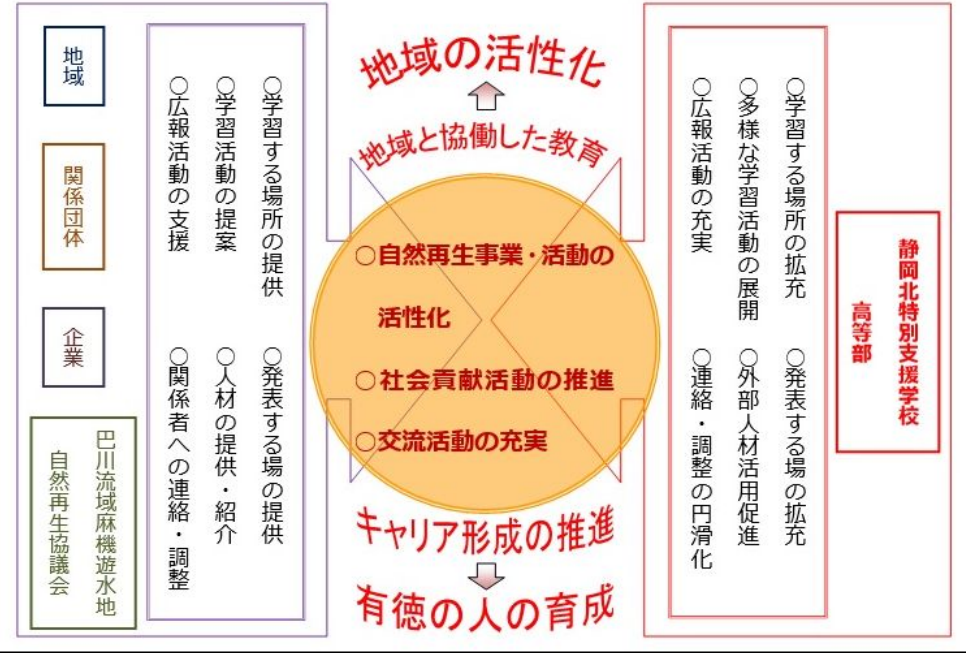 地域
関係団体
企業
巴川流域麻機遊水地
自然再生協議会
○学習する場所の提供
○学習活動の提案
○広報活動の支援
○発表する場の提供
○人材の提供・紹介
○関係者への連絡・調整
地域の活性化
地域と協働した教育
○自然再生事業・活動の
活性化
○社会貢献活動の推進
○交流活動の充実
キャリア形成の推進
有徳の人の育成
○学習する場所の拡充
○多様な学習活動の展開
○広報活動の充実
○発表する場の拡充
○外部人材活用促進
○連絡・調整の円滑化
静岡北特別支援学校
高等部